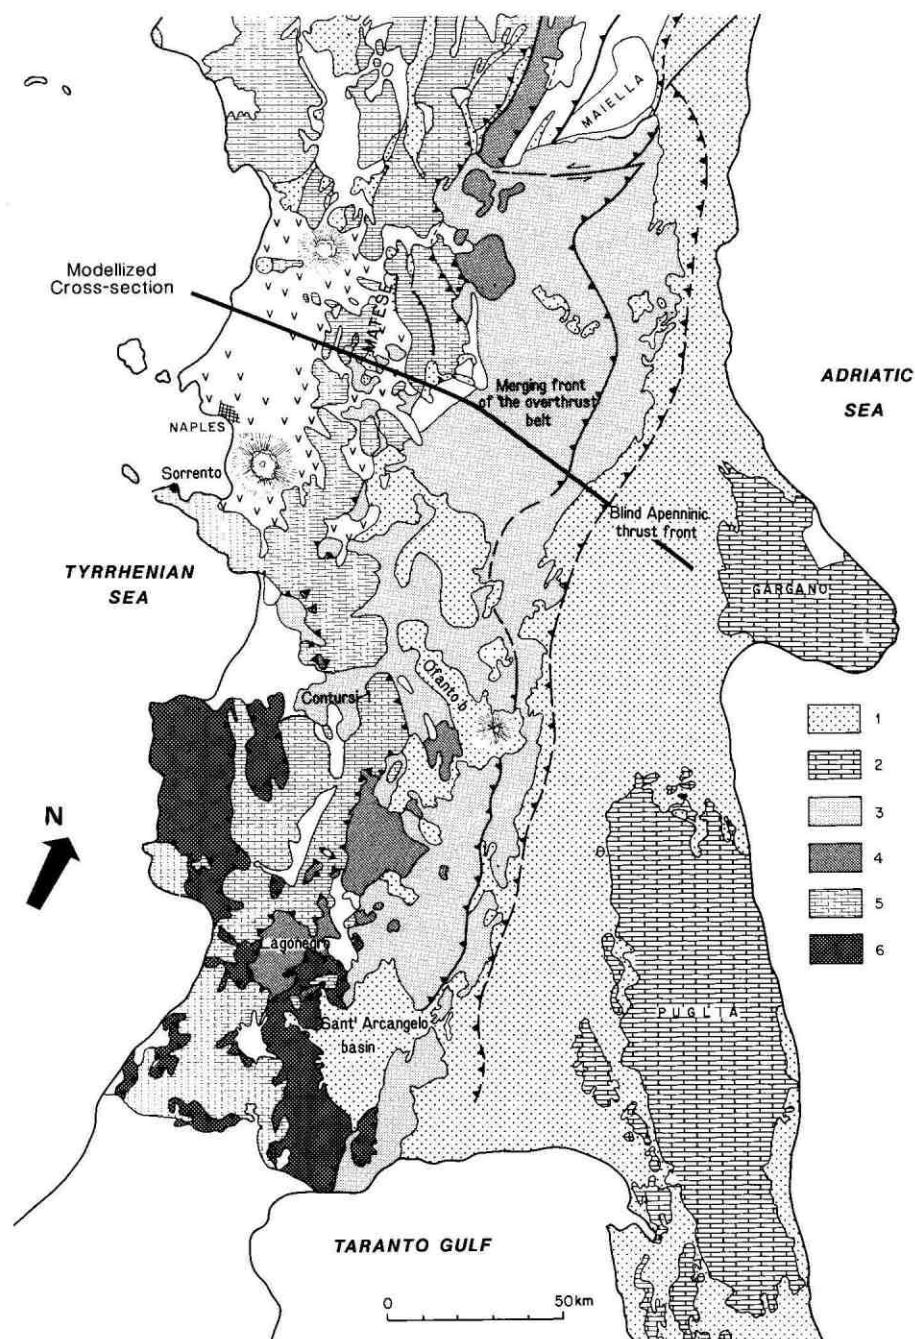 MAIELLA
Modellized
Cross-section
MATESE
ADRIATIC
SEA
Merging front
of the overthrust
belt
NAPLES
Sorrento
Blind Apenninic
thrust front
TYRRHENIAN
SEA
GARGANO
Contursi 1
Ofanto b
1
2
3
4
5
6
N
Lagonegro
Sant' Arcangelo
basin
PUGLIA
TARANTO GULF
0 50 km